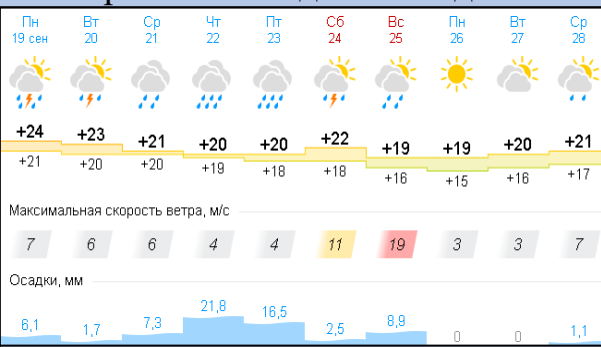 Пн Вт Ср Чт Пт Сб Вс Пн Вт Ср
19 сен 20 21 22 23 24 25 26 27 28
+24 +23 +21 +20 +20 +22 +19 +19 +20 +21
+21 +20 +20 +19 +18 +18 +16 +15 +16 +17
Максимальная скорость ветра, м/с
7 6 6 4 4 11 19 3 3 7
Осадки, мм
6,1 1,7 7,3 21,8 16,5 2,5 8,9 0 0 1,1